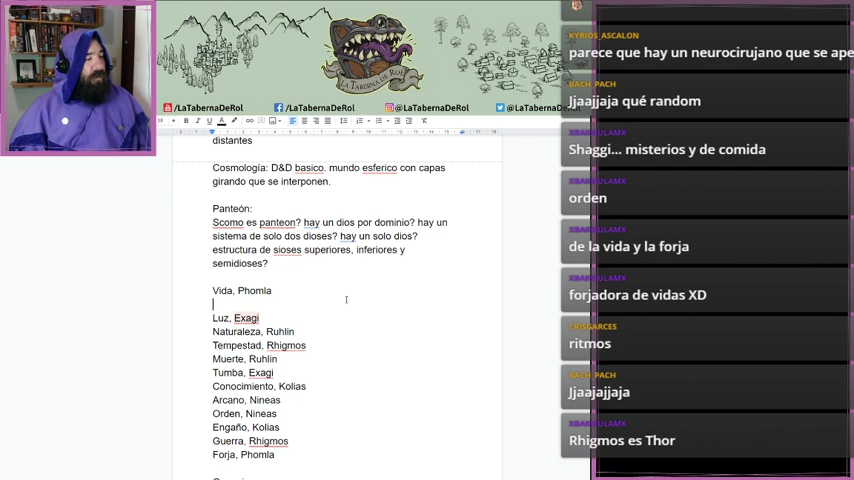 LA TABERNA DE ROL
/LaTabernaDeRol
/LaTabernaDeRol
@LaTabernaDeRol
@LaTabernaDeRol
distantes
Cosmología: D&D basico. mundo esferico con capas
girando que se interponen.
Panteón:
Scomo es panteon? hay un dios por dominio? hay un
sistema de solo dos dioses? hay un solo dios?
estructura de sioses superiores, inferiores y
semidioses?
Vida, Phomla
Luz, Exagi
Naturaleza, Ruhlin
Tempestad, Rhigmos
Muerte, Ruhlin
Tumba, Exagi
Conocimiento, Kolias
Arcano, Nineas
Orden, Nineas
Engaño, Kolias
Guerra, Rhigmos
Forja, Phomla
KYRIOS_ASCALON
parece que hay un neurocirujano que se ape
BACH_PACH
Jjaajjaja qué random
Shaggi... misterios y de comida
orden
de la vida y la forja
forjadora de vidas XD
CRISGARCES
ritmos
BACH_PACH
Jjaajajjaja
Rhigmos es Thor